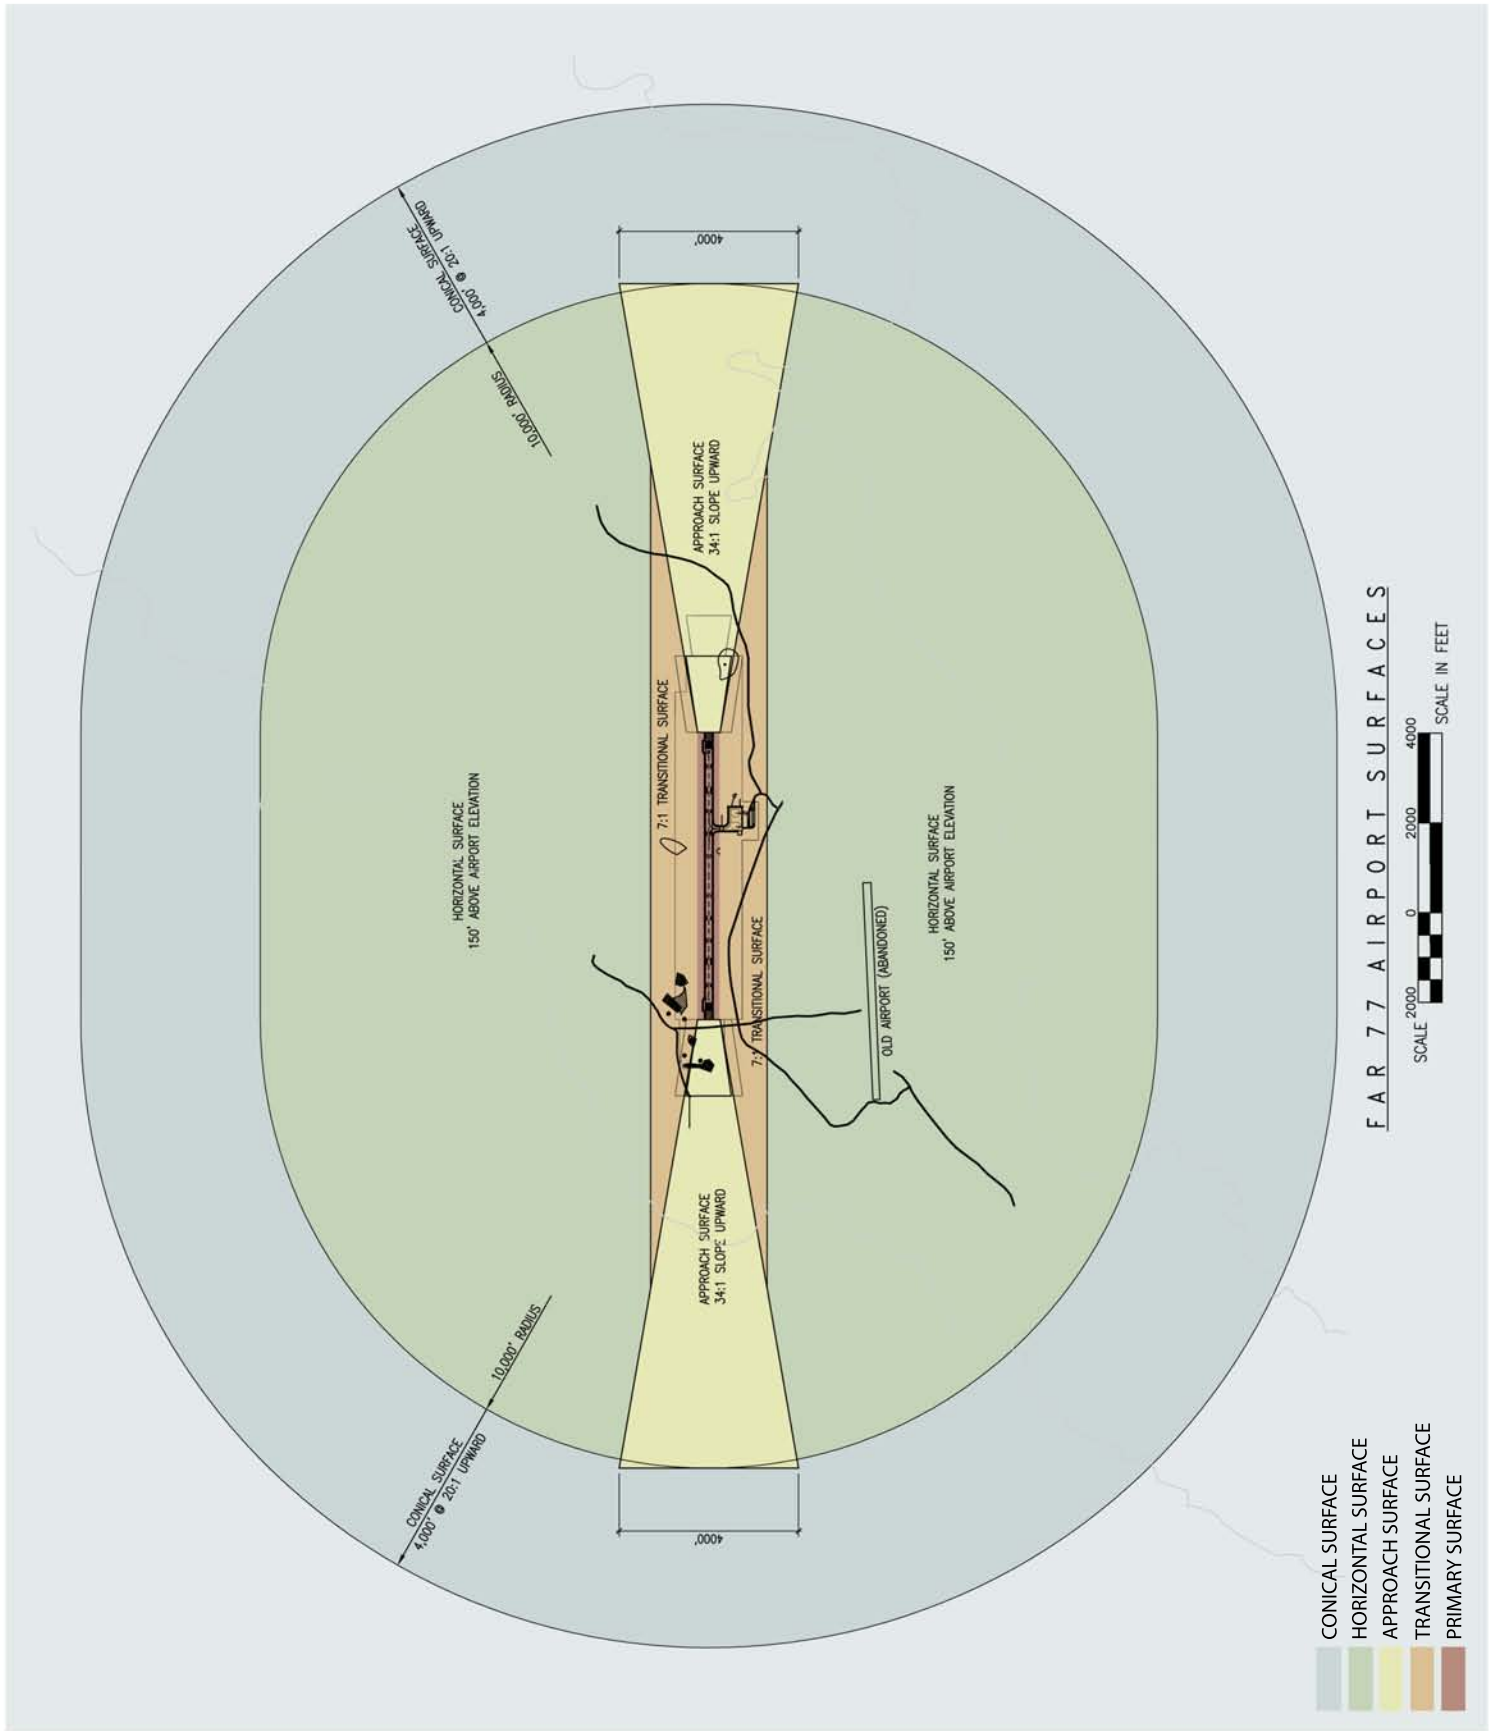 CONICAL SURFACE
4,000' @ 20:1 UPWARD
10,000' RADIUS
10,000' RADIUS
CONICAL SURFACE
4,000' @ 20:1 UPWARD
HORIZONTAL SURFACE
150' ABOVE AIRPORT ELEVATION
4000'
APPROACH SURFACE
34:1 SLOPE UPWARD
7:1 TRANSITIONAL SURFACE
7:1 TRANSITIONAL SURFACE
APPROACH SURFACE
34:1 SLOPE UPWARD
4000'
OLD AIRPORT (ABANDONED)
HORIZONTAL SURFACE
150' ABOVE AIRPORT ELEVATION
FAR 77 AIRPORT SURFACES
SCALE 2000 0 2000 4000 SCALE IN FEET
CONICAL SURFACE
HORIZONTAL SURFACE
APPROACH SURFACE
TRANSITIONAL SURFACE
PRIMARY SURFACE